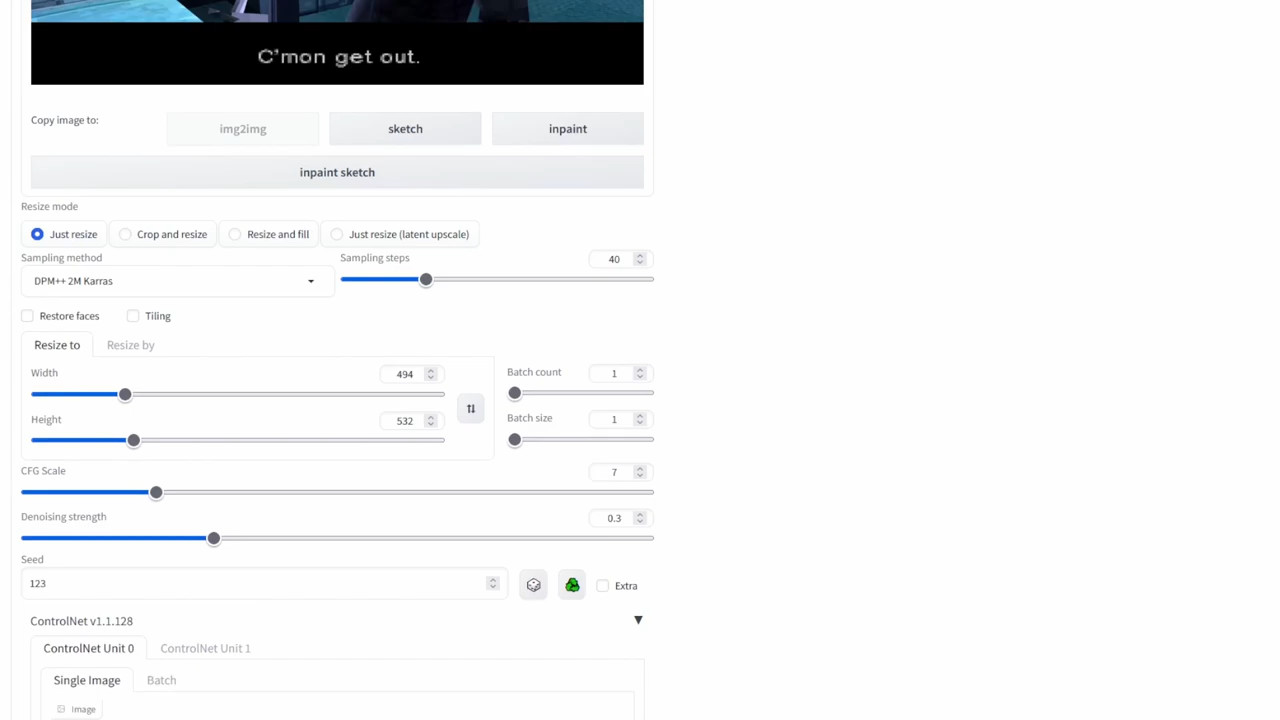 C'mon get out.
Copy image to:
img2img
sketch
inpaint
inpaint sketch
Resize mode
Just resize
Crop and resize
Resize and fill
Just resize (latent upscale)
Sampling method
Sampling steps
40
DPM++ 2M Karras
Restore faces
Tiling
Resize to
Resize by
Width
494
Batch count
1
Height
532
Batch size
1
CFG Scale
7
Denoising strength
0.3
Seed
123
Extra
ControlNet v1.1.128
ControlNet Unit 0
ControlNet Unit 1
Single Image
Batch
Image